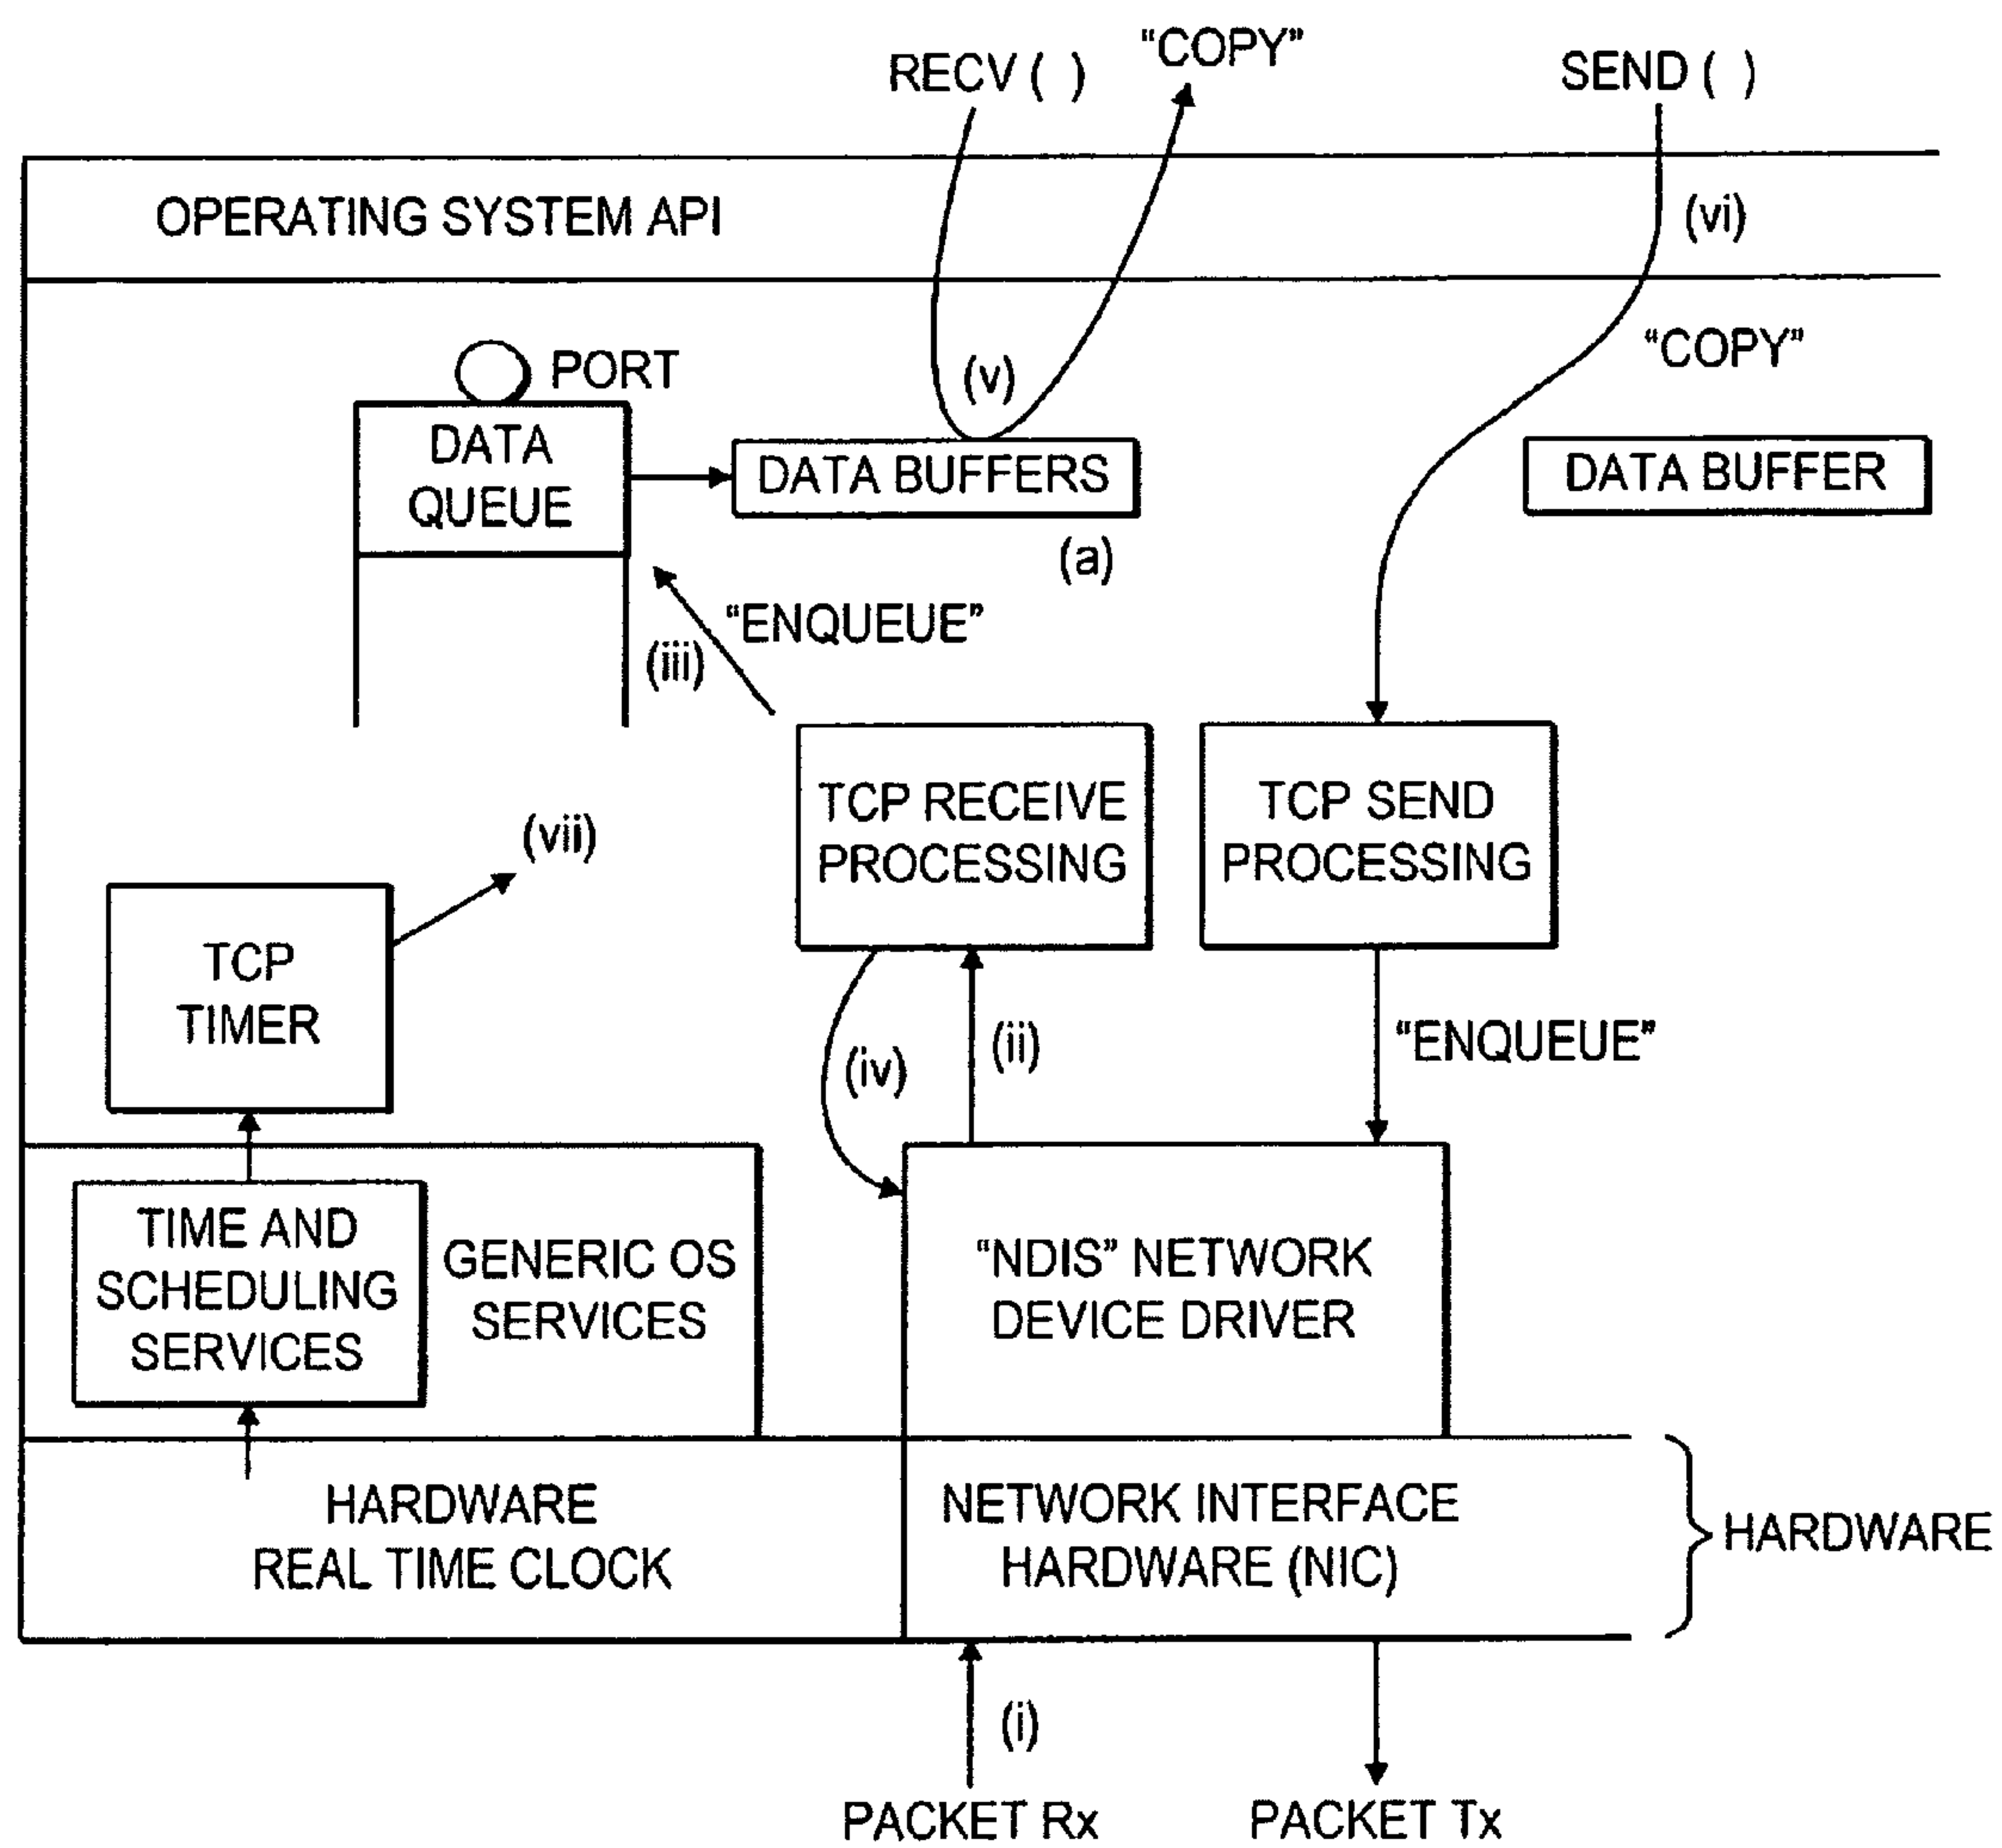 RECV ( )
"COPY"
SEND ( )
OPERATING SYSTEM API
(vi)
"COPY"
PORT
(v)
DATA
QUEUE
DATA BUFFERS
DATA BUFFER
(a)
"ENQUEUE"
(iii)
TCP RECEIVE
PROCESSING
TCP SEND
PROCESSING
(vii)
TCP
TIMER
(iv)
(ii)
"ENQUEUE"
TIME AND
SCHEDULING
SERVICES
GENERIC OS
SERVICES
"NDIS" NETWORK
DEVICE DRIVER
HARDWARE
REAL TIME CLOCK
NETWORK INTERFACE
HARDWARE (NIC)
HARDWARE
(i)
PACKET Rx
PACKET Tx